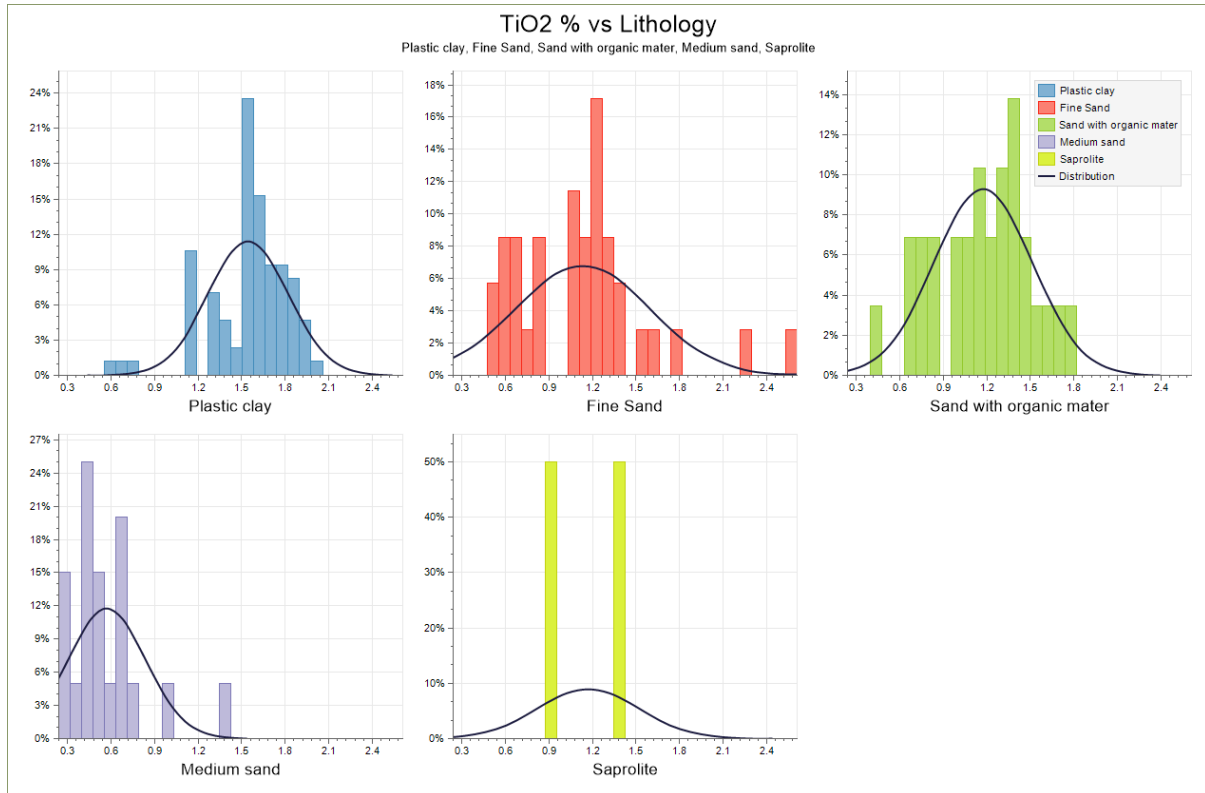 TiO2 % vs Lithology
Plastic clay, Fine Sand, Sand with organic mater, Medium sand, Saprolite
24%
21%
18%
15%
12%
9%
6%
3%
0%
0.3 0.6 0.9 1.2 1.5 1.8 2.1 2.4
Plastic clay
18%
16%
14%
12%
10%
8%
6%
4%
2%
0%
0.3 0.6 0.9 1.2 1.5 1.8 2.1 2.4
Fine Sand
14%
12%
10%
8%
6%
4%
2%
0%
0.3 0.6 0.9 1.2 1.5 1.8 2.1 2.4
Sand with organic mater
Plastic clay
Fine Sand
Sand with organic mater
Medium sand
Saprolite
Distribution
27%
24%
21%
18%
15%
12%
9%
6%
3%
0%
0.3 0.6 0.9 1.2 1.5 1.8 2.1 2.4
Medium sand
50%
40%
30%
20%
10%
0%
0.3 0.6 0.9 1.2 1.5 1.8 2.1 2.4
Saprolite